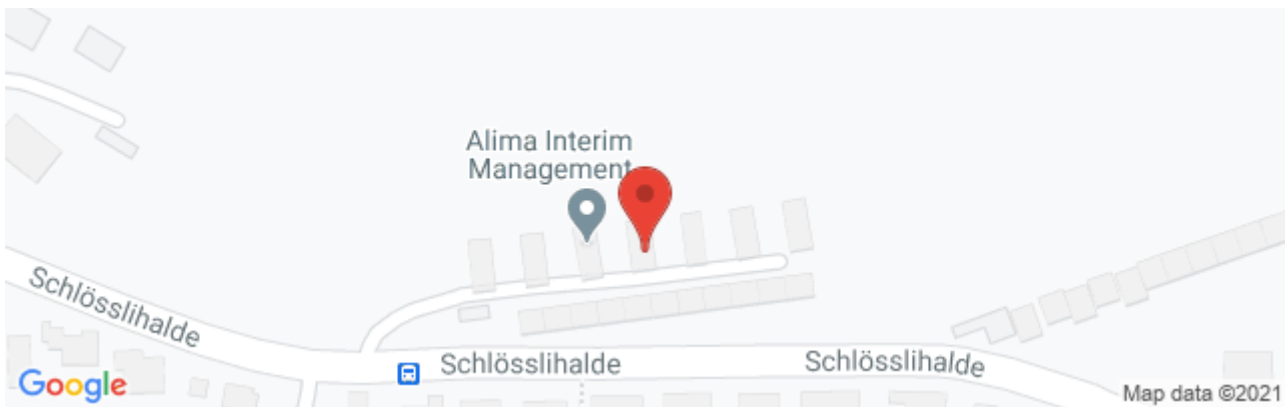 Alima Interim
Management
Schlösslihalde
Schlösslihalde
Schlösslihalde
Google
Map data ©2021